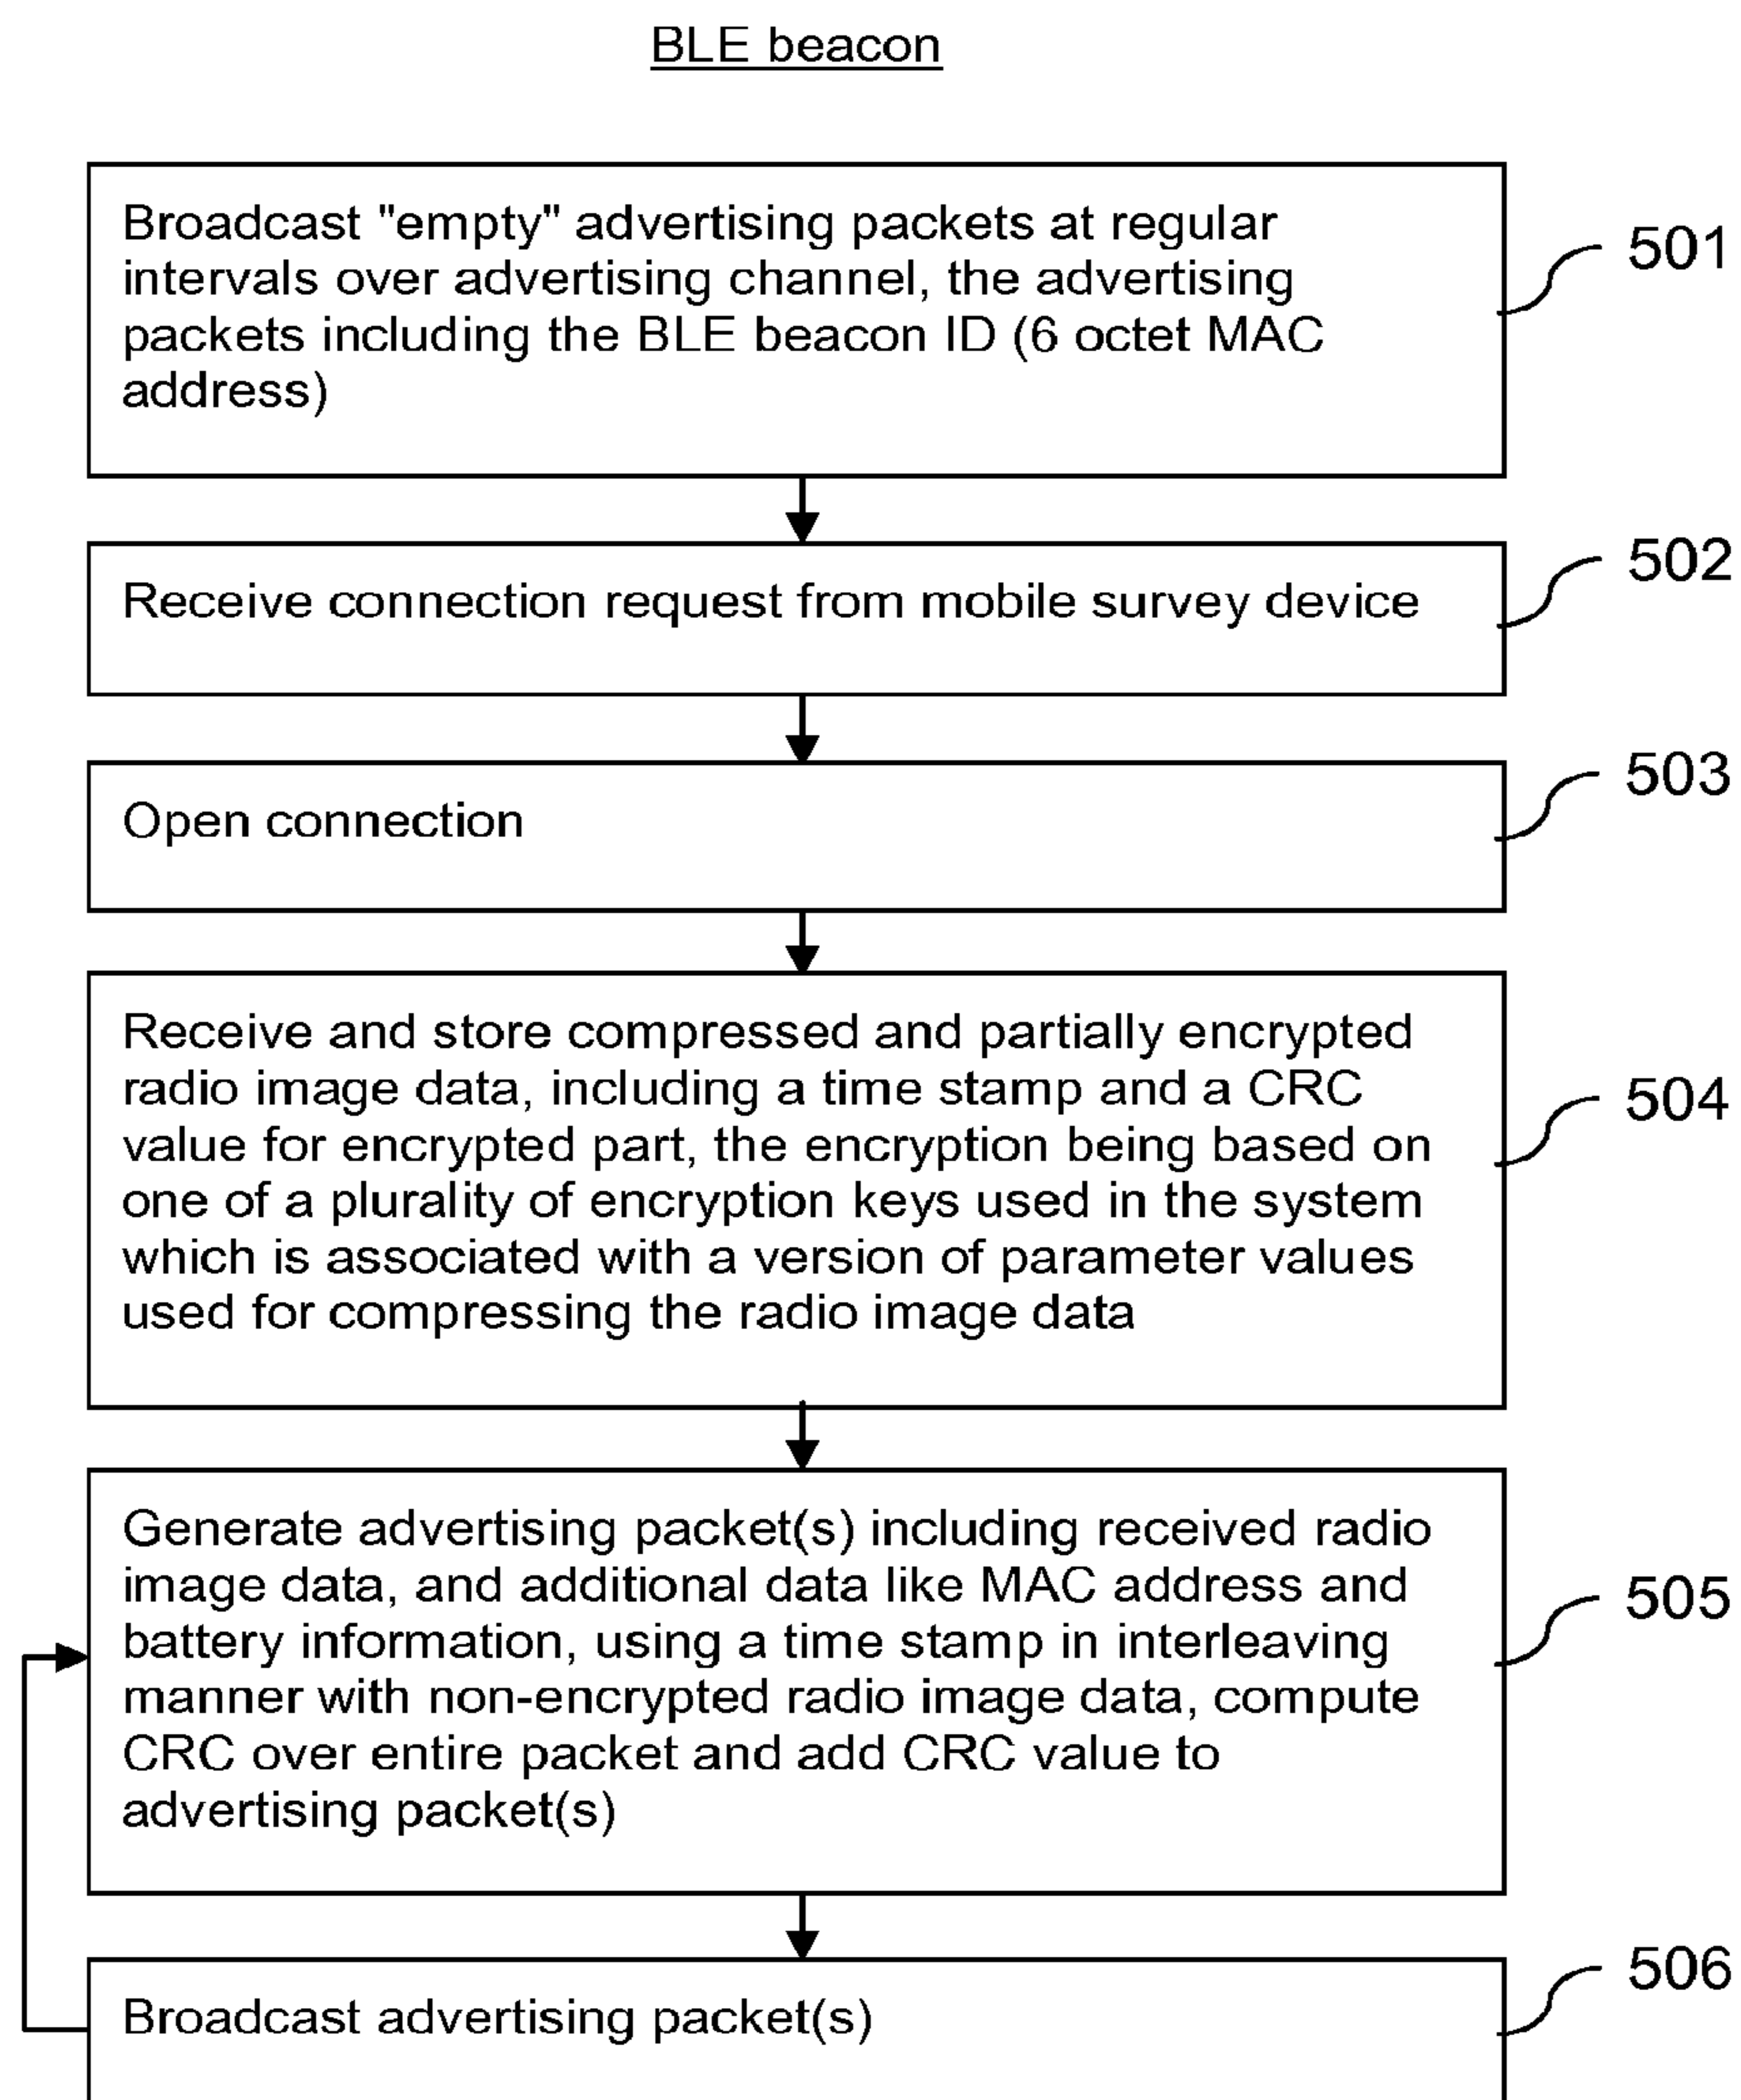 BLE beacon
Broadcast "empty" advertising packets at regular
intervals over advertising channel, the advertising
packets including the BLE beacon ID (6 octet MAC
address)
501
Receive connection request from mobile survey device
502
Open connection
503
Receive and store compressed and partially encrypted
radio image data, including a time stamp and a CRC
value for encrypted part, the encryption being based on
one of a plurality of encryption keys used in the system
which is associated with a version of parameter values
used for compressing the radio image data
504
Generate advertising packet(s) including received radio
image data, and additional data like MAC address and
battery information, using a time stamp in interleaving
manner with non-encrypted radio image data, compute
CRC over entire packet and add CRC value to
advertising packet(s)
505
Broadcast advertising packet(s)
506